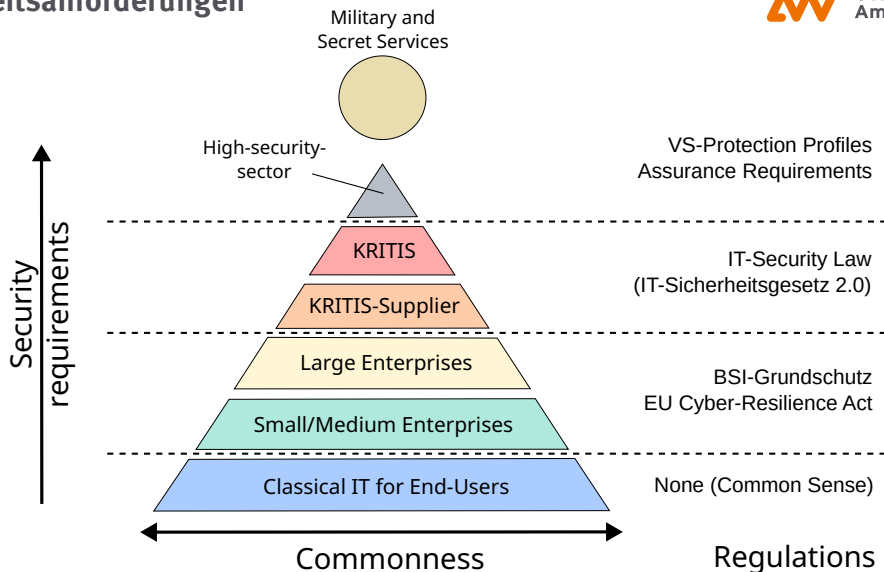 eitsanforderungen
Am
Military and
Secret Services
High-security-
sector
VS-Protection Profiles
Assurance Requirements
KRITIS
IT-Security Law
(IT-Sicherheitsgesetz 2.0)
KRITIS-Supplier
Security
requirements
Large Enterprises
BSI-Grundschutz
EU Cyber-Resilience Act
Small/Medium Enterprises
Classical IT for End-Users
None (Common Sense)
Commonness
Regulations